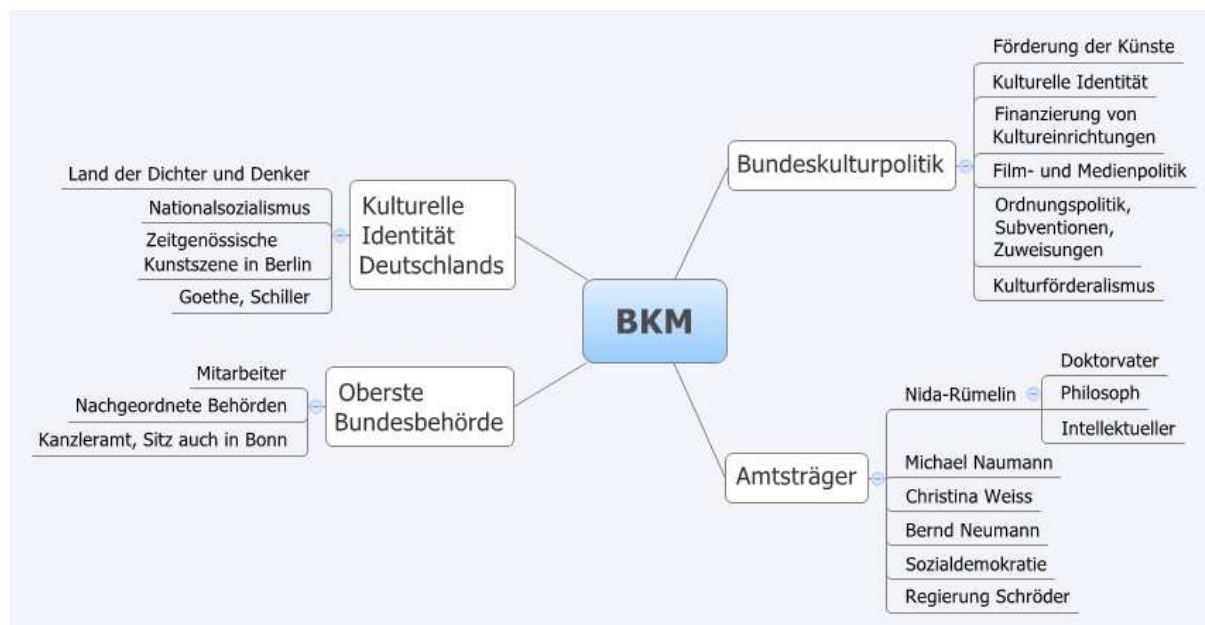 BKM
Bundeskulturpolitik
Förderung der Künste
Kulturelle Identität
Finanzierung von
Kultureinrichtungen
Film- und Medienpolitik
Ordnungspolitik,
Subventionen,
Zuweisungen
Kulturförderalismus
Amtsträger
Nida-Rümelin
Doktorvater
Philosoph
Intellektueller
Michael Naumann
Christina Weiss
Bernd Neumann
Sozialdemokratie
Regierung Schröder
Kulturelle
Identität
Deutschlands
Land der Dichter und Denker
Nationalsozialismus
Zeitgenössische
Kunstszene in Berlin
Goethe, Schiller
Oberste
Bundesbehörde
Mitarbeiter
Nachgeordnete Behörden
Kanzleramt, Sitz auch in Bonn